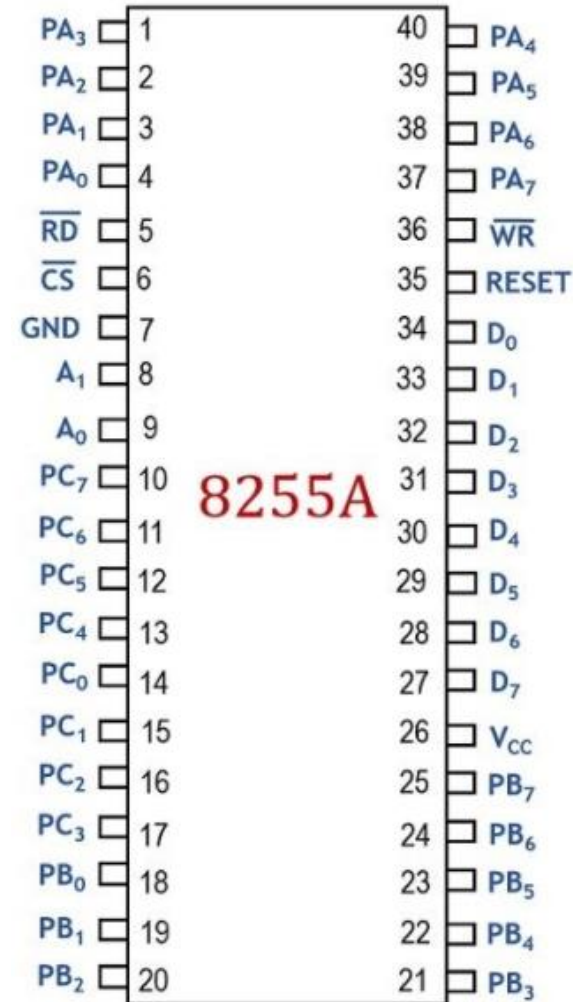 PA₃ 1 40 PA₄
PA₂ 2 39 PA₅
PA₁ 3 38 PA₆
PA₀ 4 37 PA₇
R̅D̅ 5 36 W̅R̅
C̅S̅ 6 35 RESET
GND 7 34 D₀
A₁ 8 33 D₁
A₀ 9 32 D₂
PC₇ 10 8255A 31 D₃
PC₆ 11 30 D₄
PC₅ 12 29 D₅
PC₄ 13 28 D₆
PC₀ 14 27 D₇
PC₁ 15 26 V_CC
PC₂ 16 25 PB₇
PC₃ 17 24 PB₆
PB₀ 18 23 PB₅
PB₁ 19 22 PB₄
PB₂ 20 21 PB₃